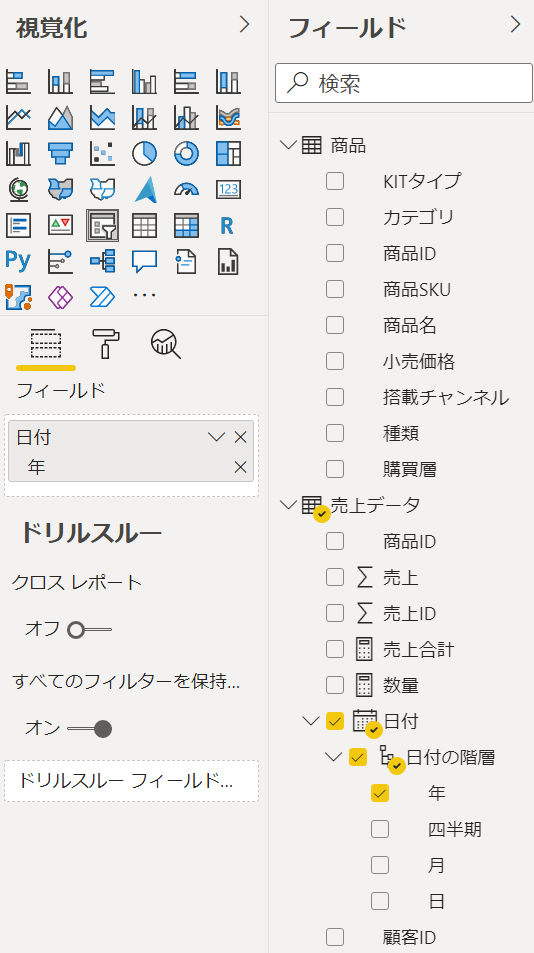 視覚化
123
R
Py
フィールド
日付
年
ドリルスルー
クロス レポート
オフ
すべてのフィルターを保持...
オン
ドリルスルー フィールド...
フィールド
検索
商品
KITタイプ
カテゴリ
商品ID
商品SKU
商品名
小売価格
搭載チャンネル
種類
購買層
売上データ
商品ID
売上
売上ID
売上合計
数量
日付
日付の階層
年
四半期
月
日
顧客ID